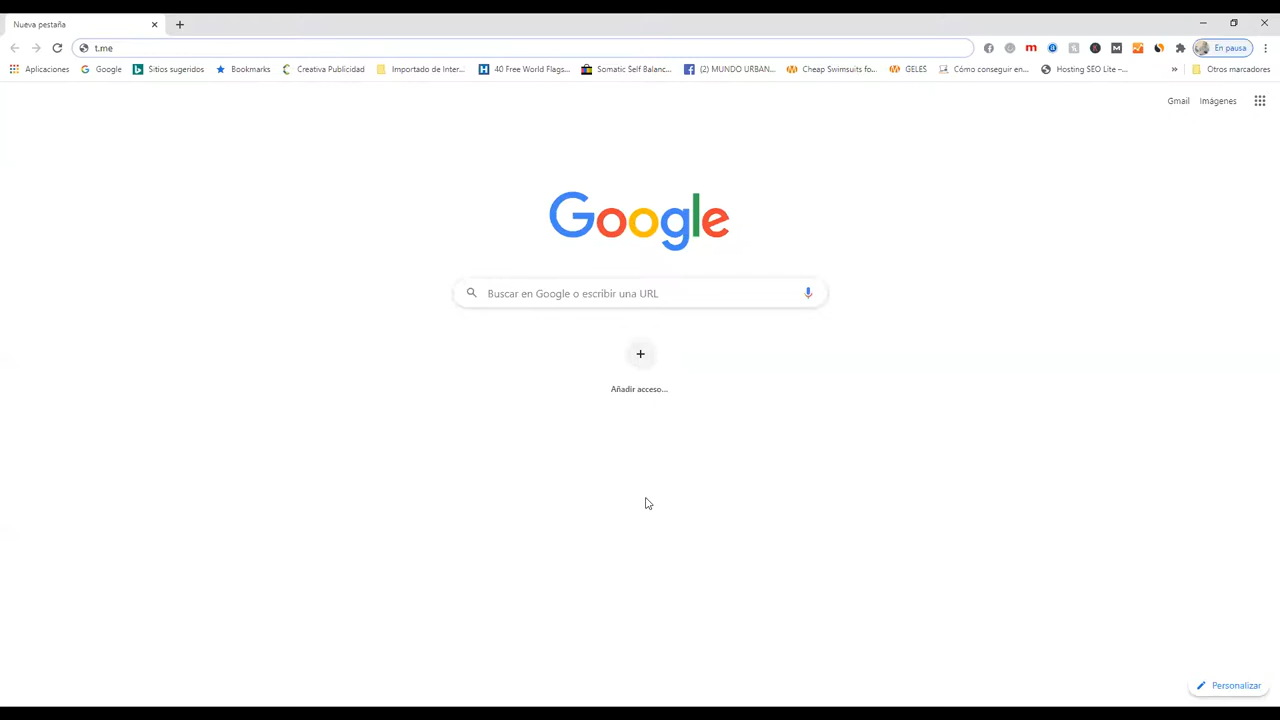 Nueva pestaña
t.me
En pausa
Aplicaciones Google Sitios sugeridos Bookmarks Creativa Publicidad Importado de Inter... 40 Free World Flags... Somatic Self Balanc... (2) MUNDO URBAN... Cheap Swimsuits fo... GELES Cómo conseguir en... Hosting SEO Lite –... » Otros marcadores
Gmail Imágenes
Google
Buscar en Google o escribir una URL
Añadir acceso...
Personalizar